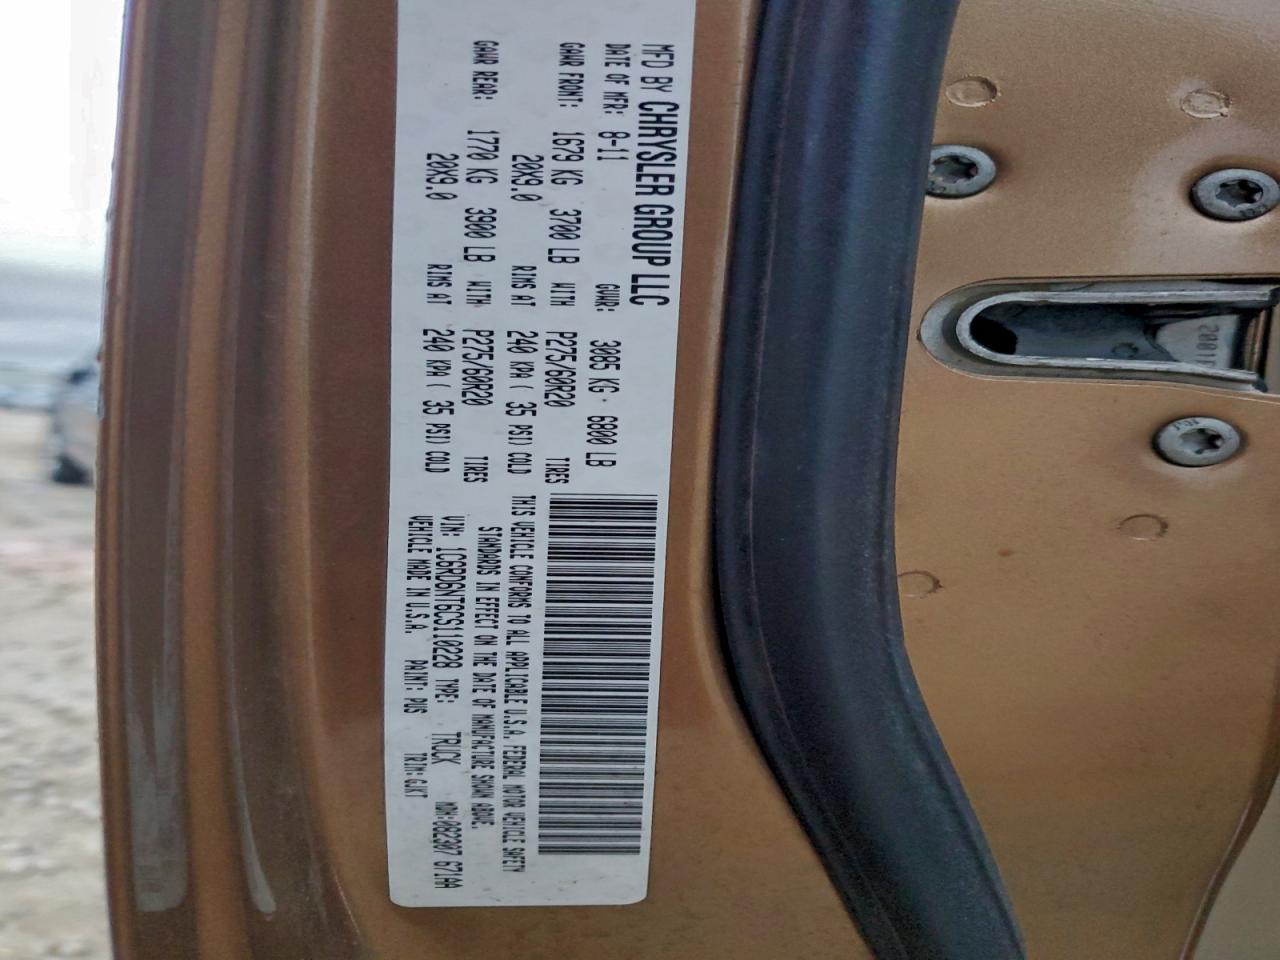 MFD BY CHRYSLER GROUP LLC
DATE OF MFR: 8-11 GVWR: 3085 KG 6800 LB
GAWR FRONT: 1679 KG 3700 LB WITH P275/60R20 TIRES
20X9.0 RIMS AT 240 KPA ( 35 PSI) COLD
GAWR REAR: 1770 KG 3900 LB WITH P275/60R20 TIRES
20X9.0 RIMS AT 240 KPA ( 35 PSI) COLD
THIS VEHICLE CONFORMS TO ALL APPLICABLE U.S.A. FEDERAL MOTOR VEHICLE SAFETY
STANDARDS IN EFFECT ON THE DATE OF MANUFACTURE SHOWN ABOVE.
VIN: 1C6RD6NT6CS110228 TYPE: TRUCK MDH:082307 671AA
VEHICLE MADE IN U.S.A. PAINT: PUS TRIM: